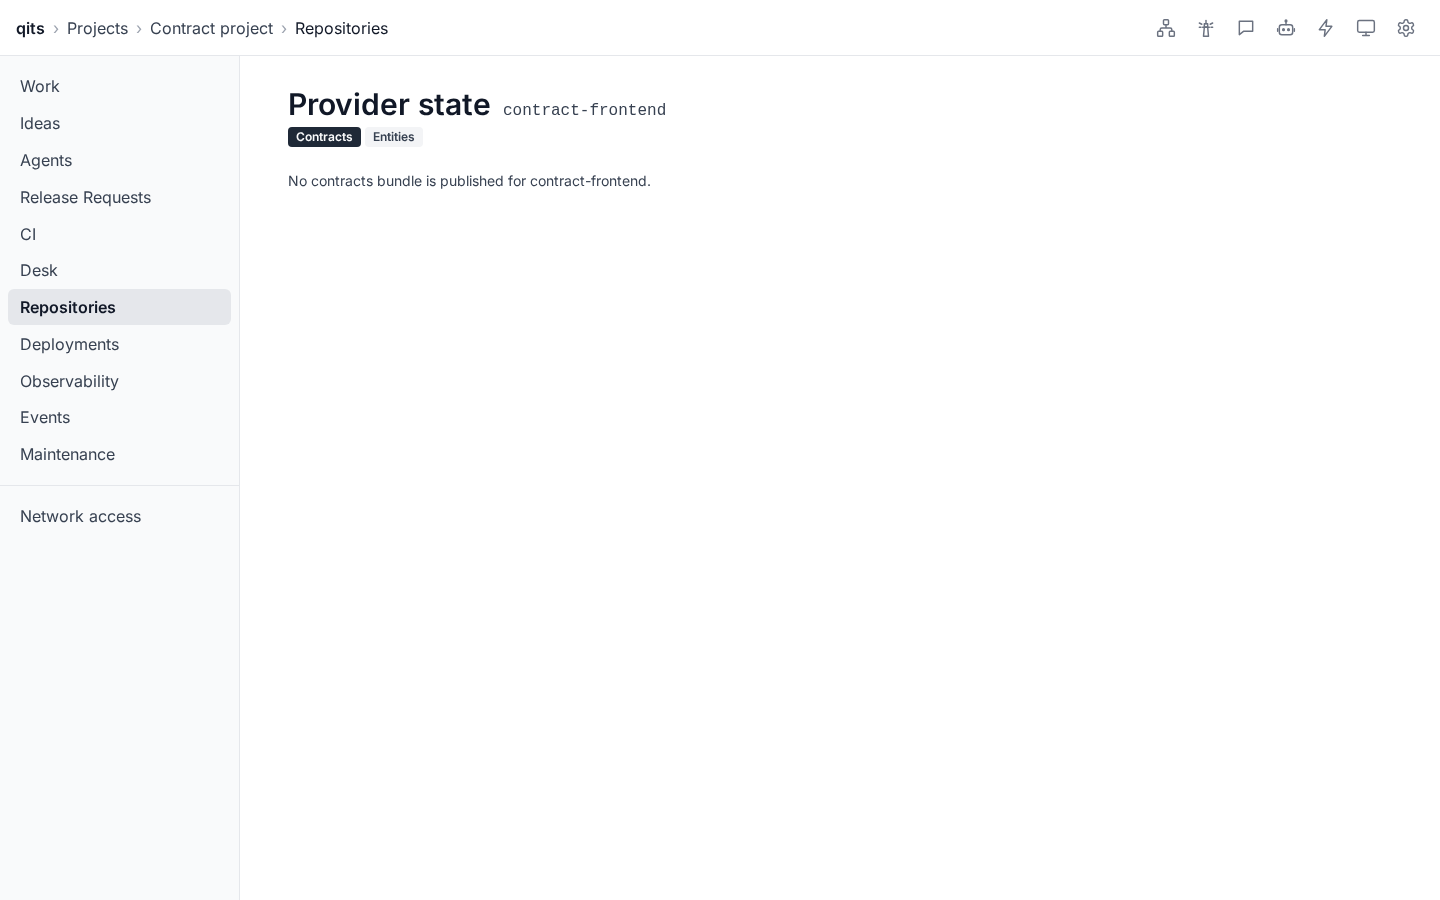 qits › Projects › Contract project › Repositories
Work
Ideas
Agents
Release Requests
CI
Desk
Repositories
Deployments
Observability
Events
Maintenance
Network access
Provider state contract-frontend
Contracts Entities
No contracts bundle is published for contract-frontend.